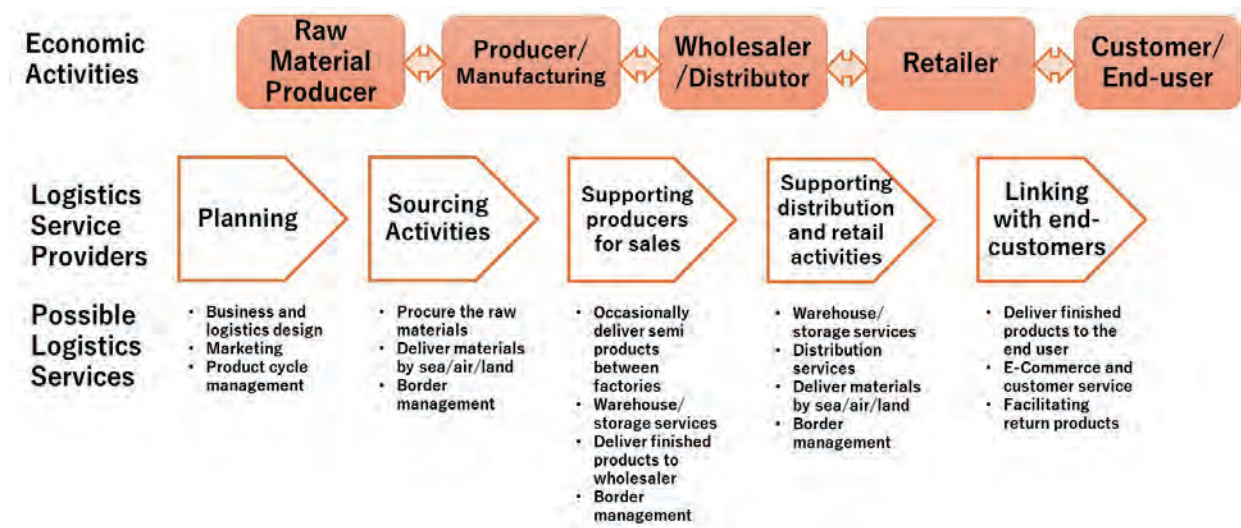 Economic
Activities
Raw
Material
Producer
Producer/
Manufacturing
Wholesaler
/Distributor
Retailer
Customer/
End-user
Logistics
Service
Providers
Planning
Sourcing
Activities
Supporting
producers
for sales
Supporting
distribution
and retail
activities
Linking
with end-
customers
Possible
Logistics
Services
• Business and
logistics design
• Marketing
• Product cycle
management
• Procure the raw
materials
• Deliver materials
by sea/air/land
• Border
management
• Occasionally
deliver semi
products
between
factories
• Warehouse/
storage services
• Deliver finished
products to
wholesaler
• Border
management
• Warehouse/
storage services
• Distribution
services
• Deliver materials
by sea/air/land
• Border
management
• Deliver finished
products to the
end user
• E-Commerce and
customer service
• Facilitating
return products